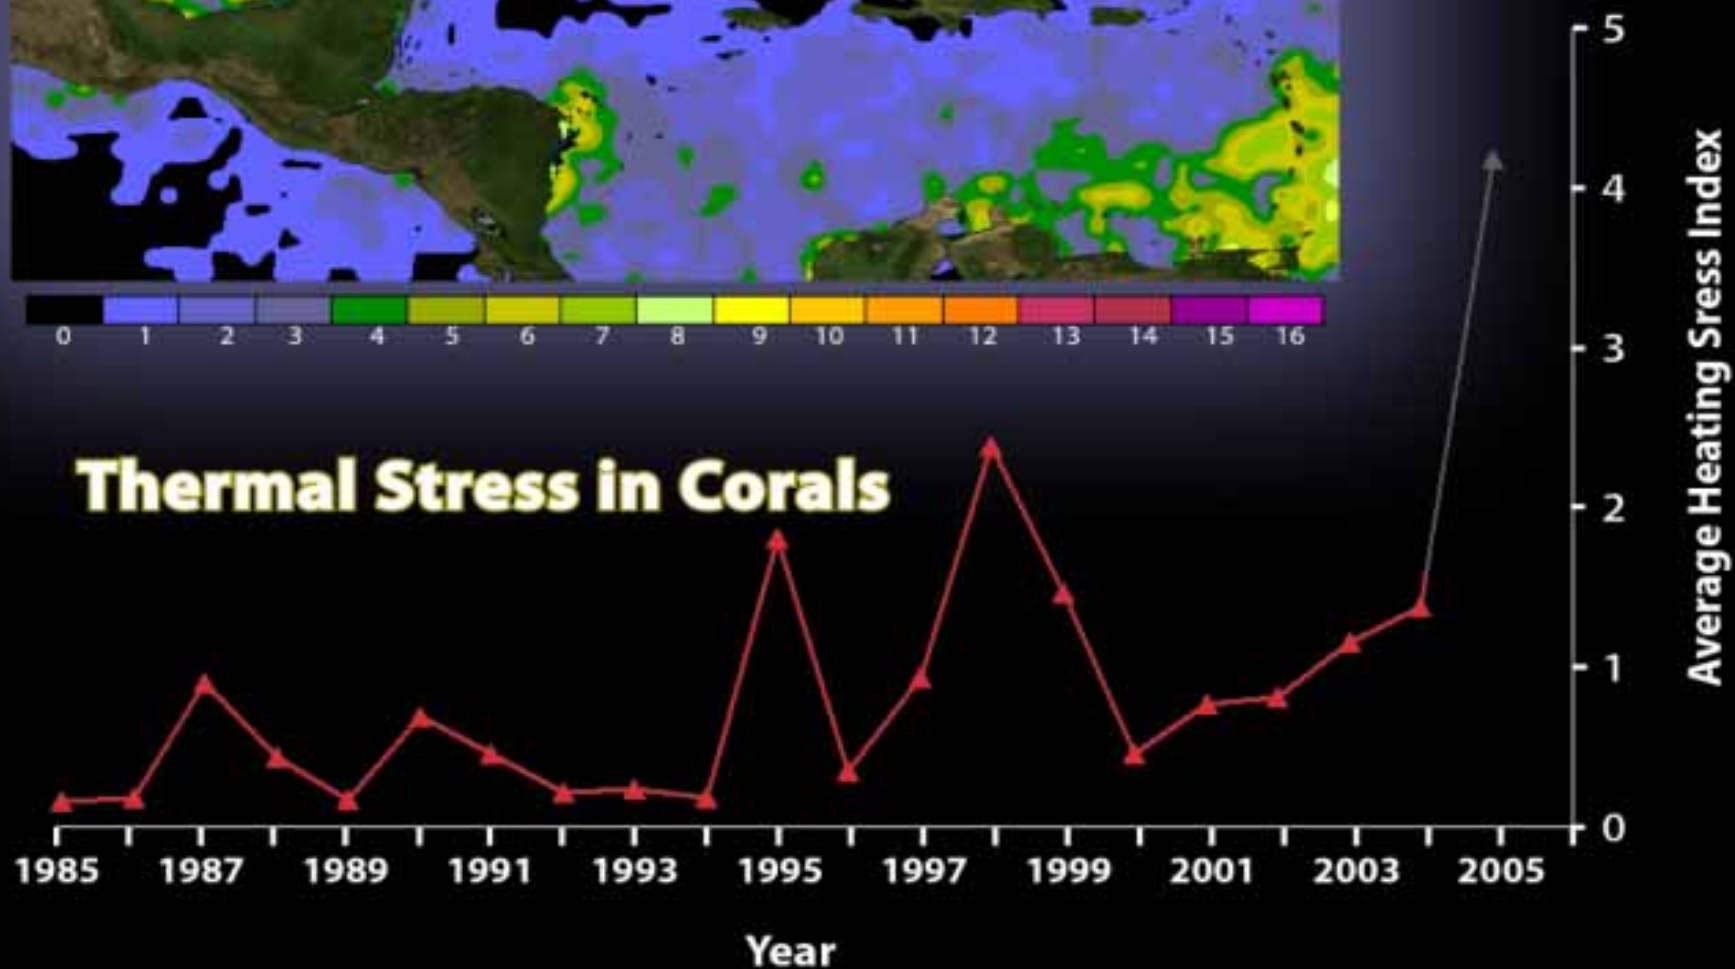 0 1 2 3 4 5 6 7 8 9 10 11 12 13 14 15 16
Thermal Stress in Corals
5
4
3
2
1
0
Average Heating Sress Index
1985 1987 1989 1991 1993 1995 1997 1999 2001 2003 2005
Year